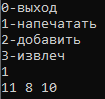 0-выход
1-напечатать
2-добавить
3-извлеч
1
11 8 10